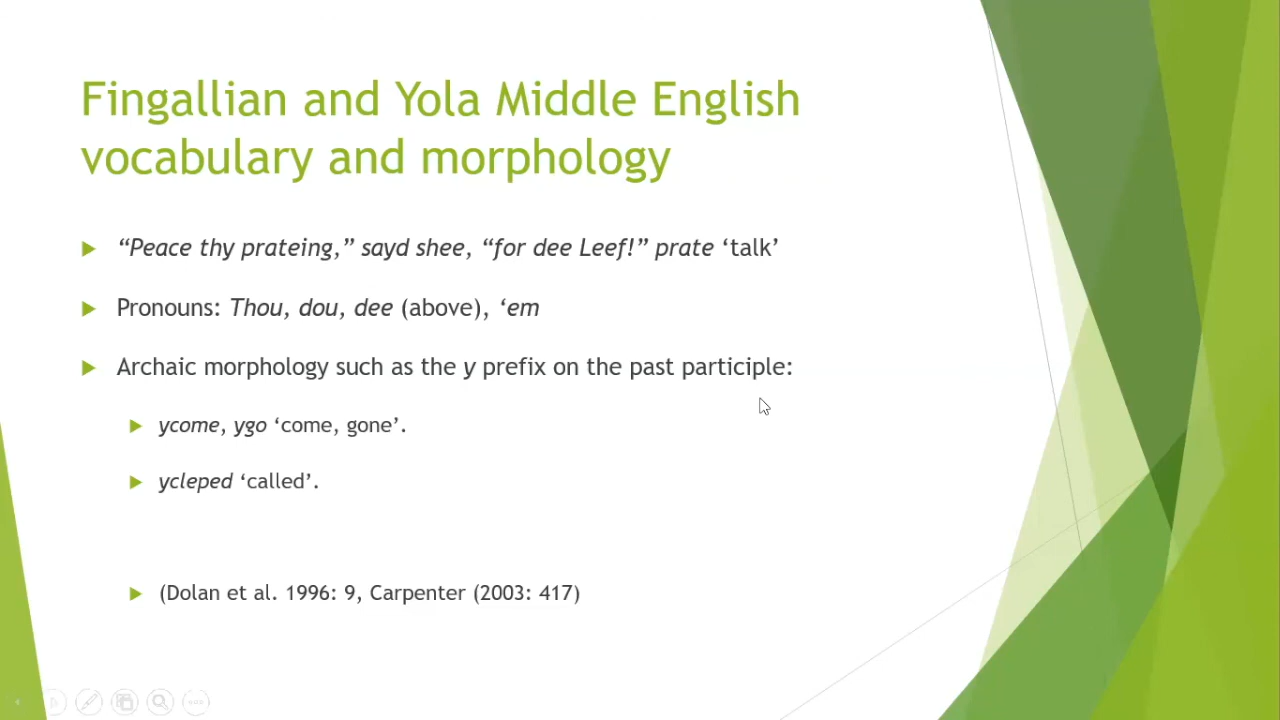 Fingallian and Yola Middle English
vocabulary and morphology
“Peace thy prateing,” sayd shee, “for dee Leef!” prate ‘talk’
Pronouns: Thou, dou, dee (above), ‘em
Archaic morphology such as the y prefix on the past participle:
ycome, ygo ‘come, gone’.
ycleped ‘called’.
(Dolan et al. 1996: 9, Carpenter (2003: 417)